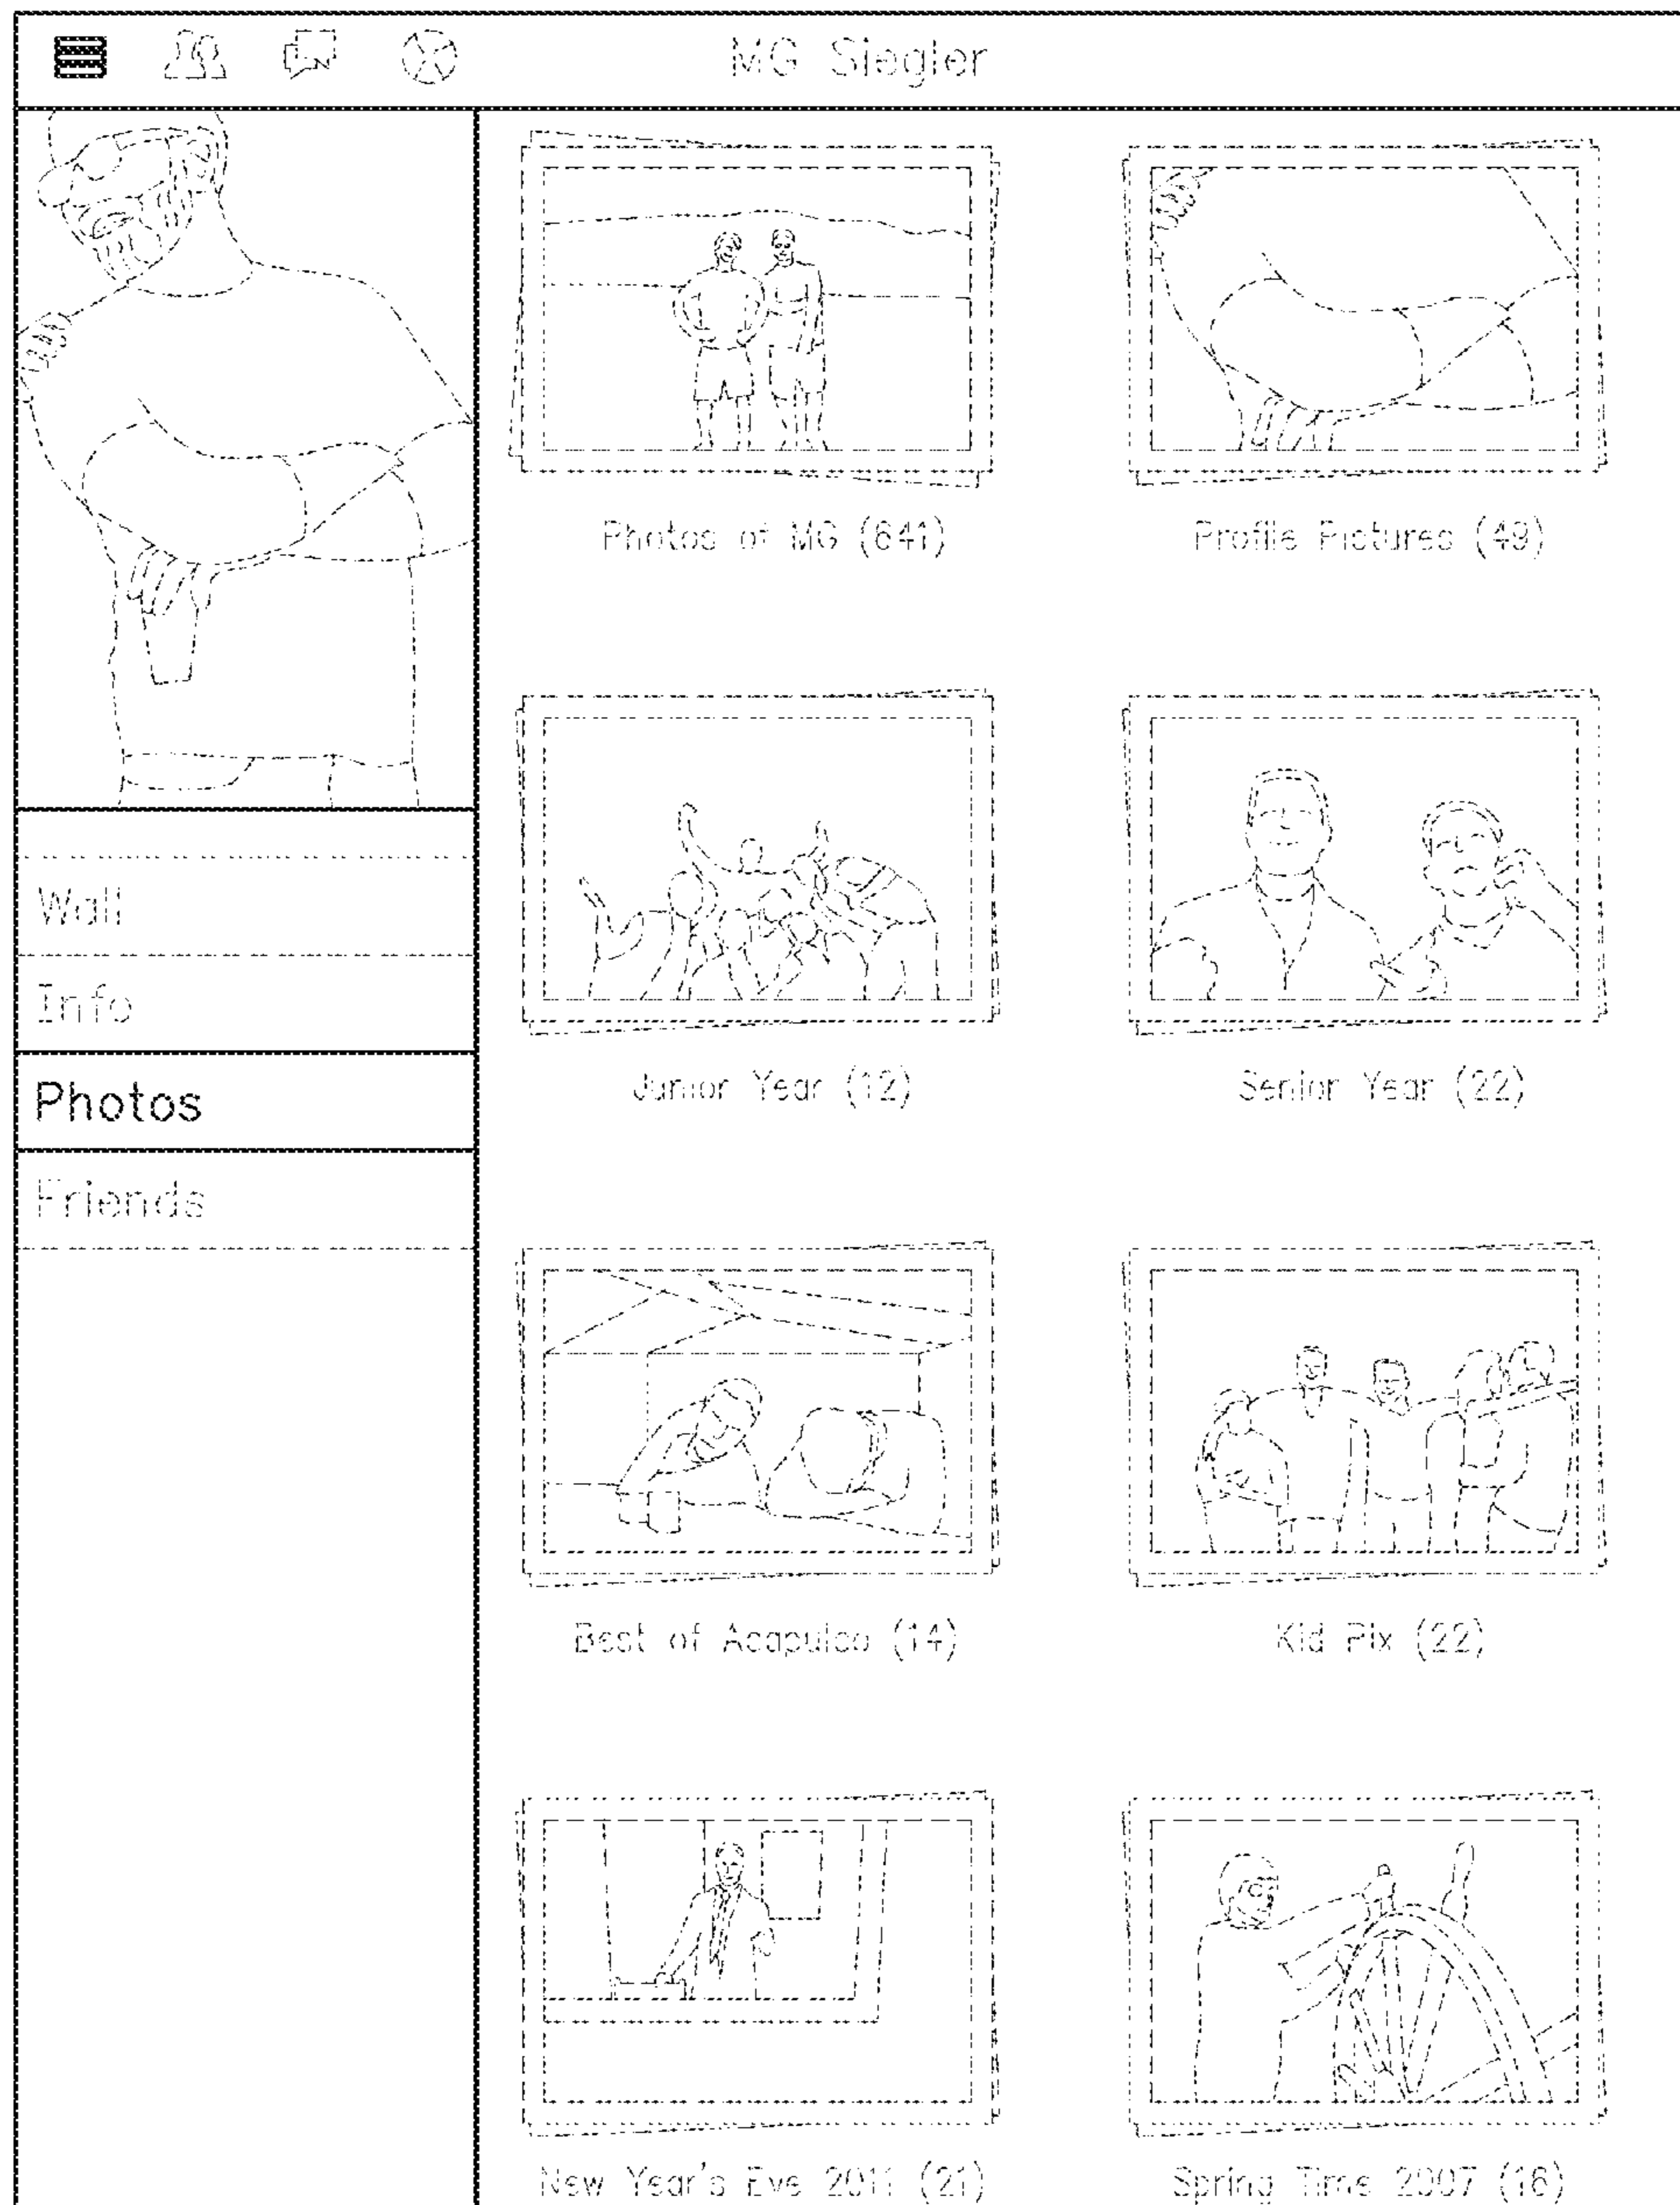 MG Siegler
Photos of MG (641)
Profile Pictures (49)
Wall
Info
Photos
Friends
Junior Year (12)
Senior Year (22)
Best of Acapulco (14)
Kid Pix (22)
New Year's Eve 2011 (21)
Spring Time 2007 (16)